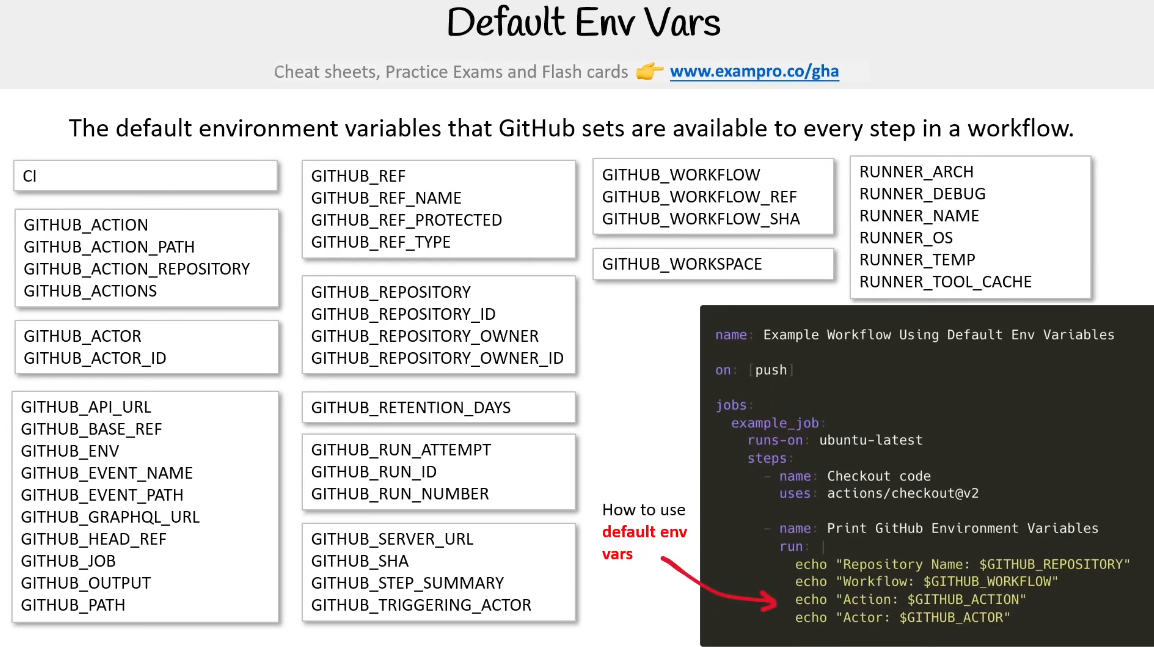 Default Env Vars
Cheat sheets, Practice Exams and Flash cards 👉 www.exampro.co/gha
The default environment variables that GitHub sets are available to every step in a workflow.
CI
GITHUB_ACTION
GITHUB_ACTION_PATH
GITHUB_ACTION_REPOSITORY
GITHUB_ACTIONS
GITHUB_ACTOR
GITHUB_ACTOR_ID
GITHUB_API_URL
GITHUB_BASE_REF
GITHUB_ENV
GITHUB_EVENT_NAME
GITHUB_EVENT_PATH
GITHUB_GRAPHQL_URL
GITHUB_HEAD_REF
GITHUB_JOB
GITHUB_OUTPUT
GITHUB_PATH
GITHUB_REF
GITHUB_REF_NAME
GITHUB_REF_PROTECTED
GITHUB_REF_TYPE
GITHUB_REPOSITORY
GITHUB_REPOSITORY_ID
GITHUB_REPOSITORY_OWNER
GITHUB_REPOSITORY_OWNER_ID
GITHUB_RETENTION_DAYS
GITHUB_RUN_ATTEMPT
GITHUB_RUN_ID
GITHUB_RUN_NUMBER
GITHUB_SERVER_URL
GITHUB_SHA
GITHUB_STEP_SUMMARY
GITHUB_TRIGGERING_ACTOR
GITHUB_WORKFLOW
GITHUB_WORKFLOW_REF
GITHUB_WORKFLOW_SHA
GITHUB_WORKSPACE
RUNNER_ARCH
RUNNER_DEBUG
RUNNER_NAME
RUNNER_OS
RUNNER_TEMP
RUNNER_TOOL_CACHE
How to use
default env
vars
name: Example Workflow Using Default Env Variables
on: [push]
jobs:
  example_job:
    runs-on: ubuntu-latest
    steps:
      - name: Checkout code
        uses: actions/checkout@v2
      - name: Print GitHub Environment Variables
        run: |
          echo "Repository Name: $GITHUB_REPOSITORY"
          echo "Workflow: $GITHUB_WORKFLOW"
          echo "Action: $GITHUB_ACTION"
          echo "Actor: $GITHUB_ACTOR"